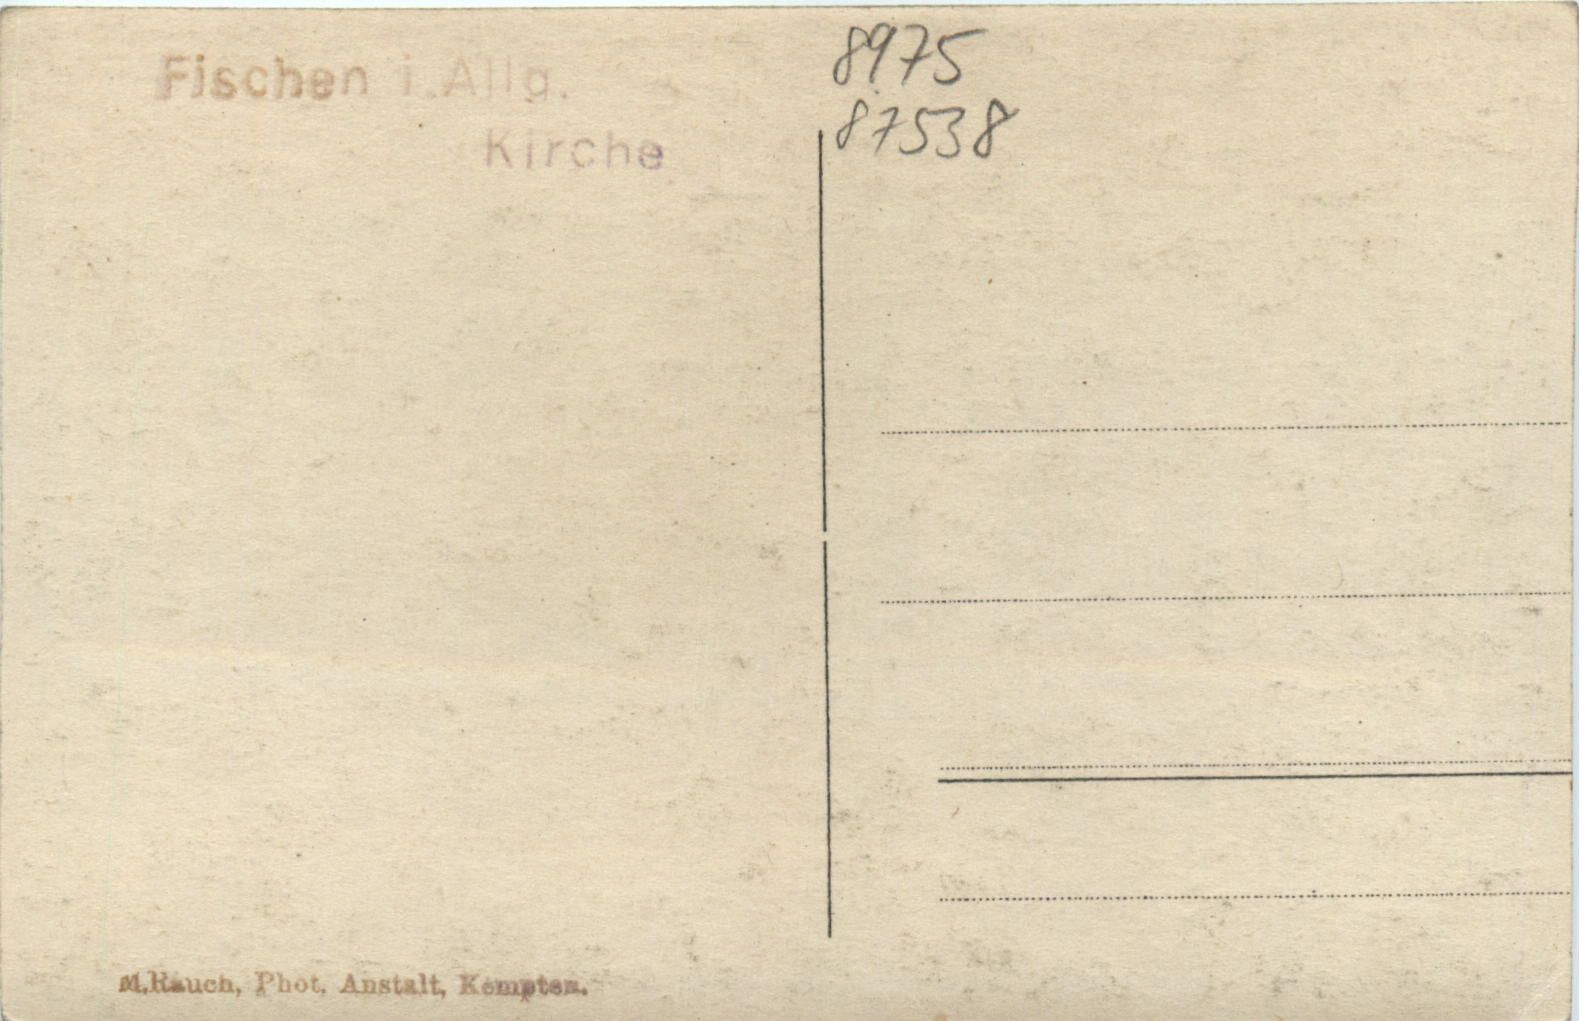 Fischen i. Allg.
Kirche
8975
87538
M. Rauch, Phot. Anstalt, Kempten.